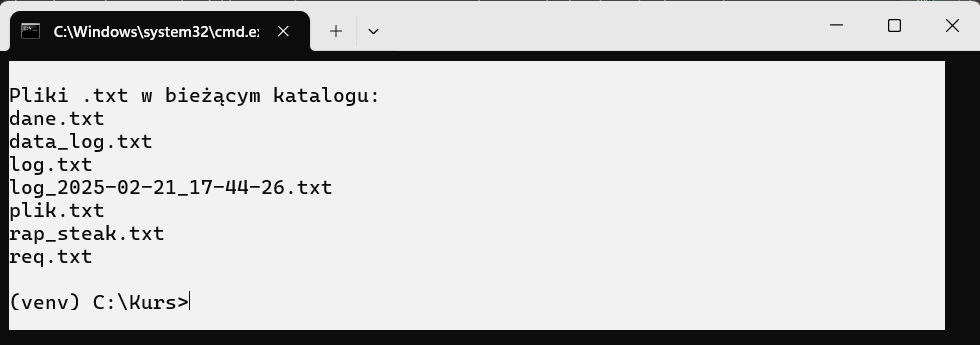 C:\Windows\system32\cmd.e
Pliki .txt w bieżącym katalogu:
dane.txt
data_log.txt
log.txt
log_2025-02-21_17-44-26.txt
plik.txt
rap_steak.txt
req.txt
(venv) C:\Kurs>